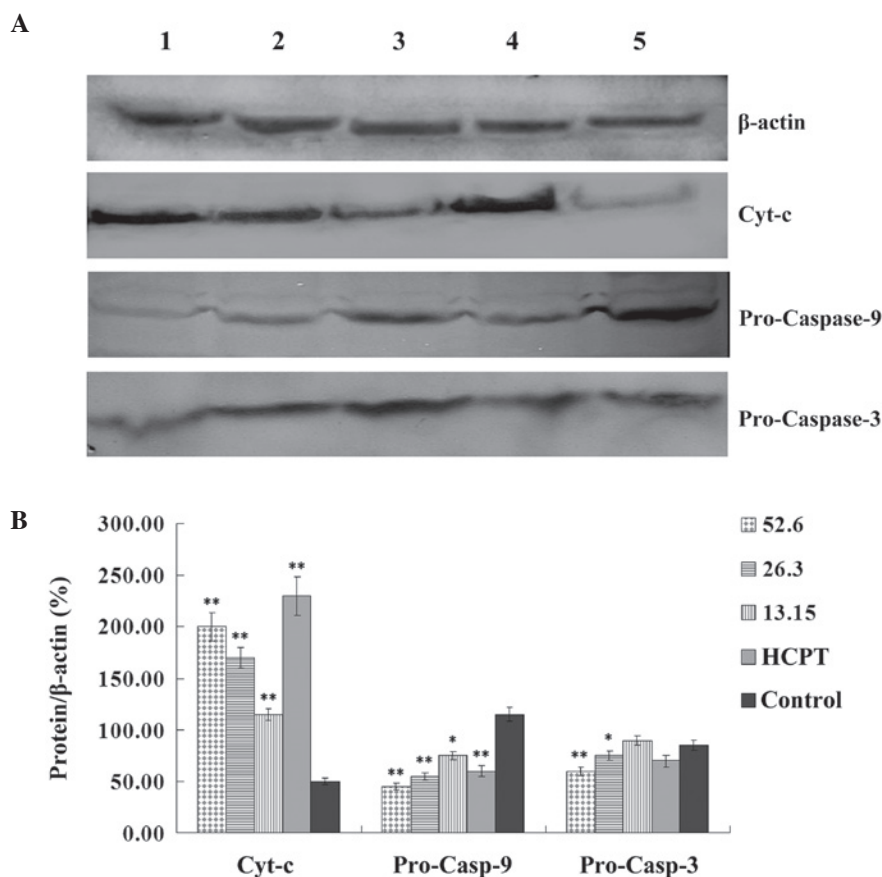 A
1 2 3 4 5
β-actin
Cyt-c
Pro-Caspase-9
Pro-Caspase-3
B
Protein/β-actin (%)
300.00
250.00
200.00
150.00
100.00
50.00
0.00
** ** ** **
** ** * **
** *
Cyt-c Pro-Casp-9 Pro-Casp-3
52.6
26.3
13.15
HCPT
Control